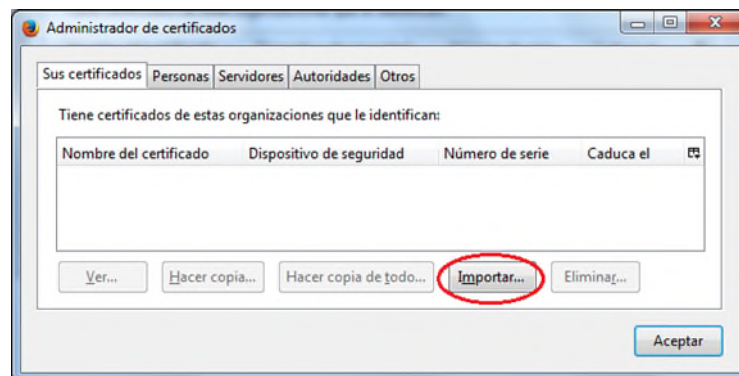 Administrador de certificados
Sus certificados Personas Servidores Autoridades Otros
Tiene certificados de estas organizaciones que le identifican:
Nombre del certificado Dispositivo de seguridad Número de serie Caduca el
Ver... Hacer copia... Hacer copia de todo... Importar... Eliminar...
Aceptar